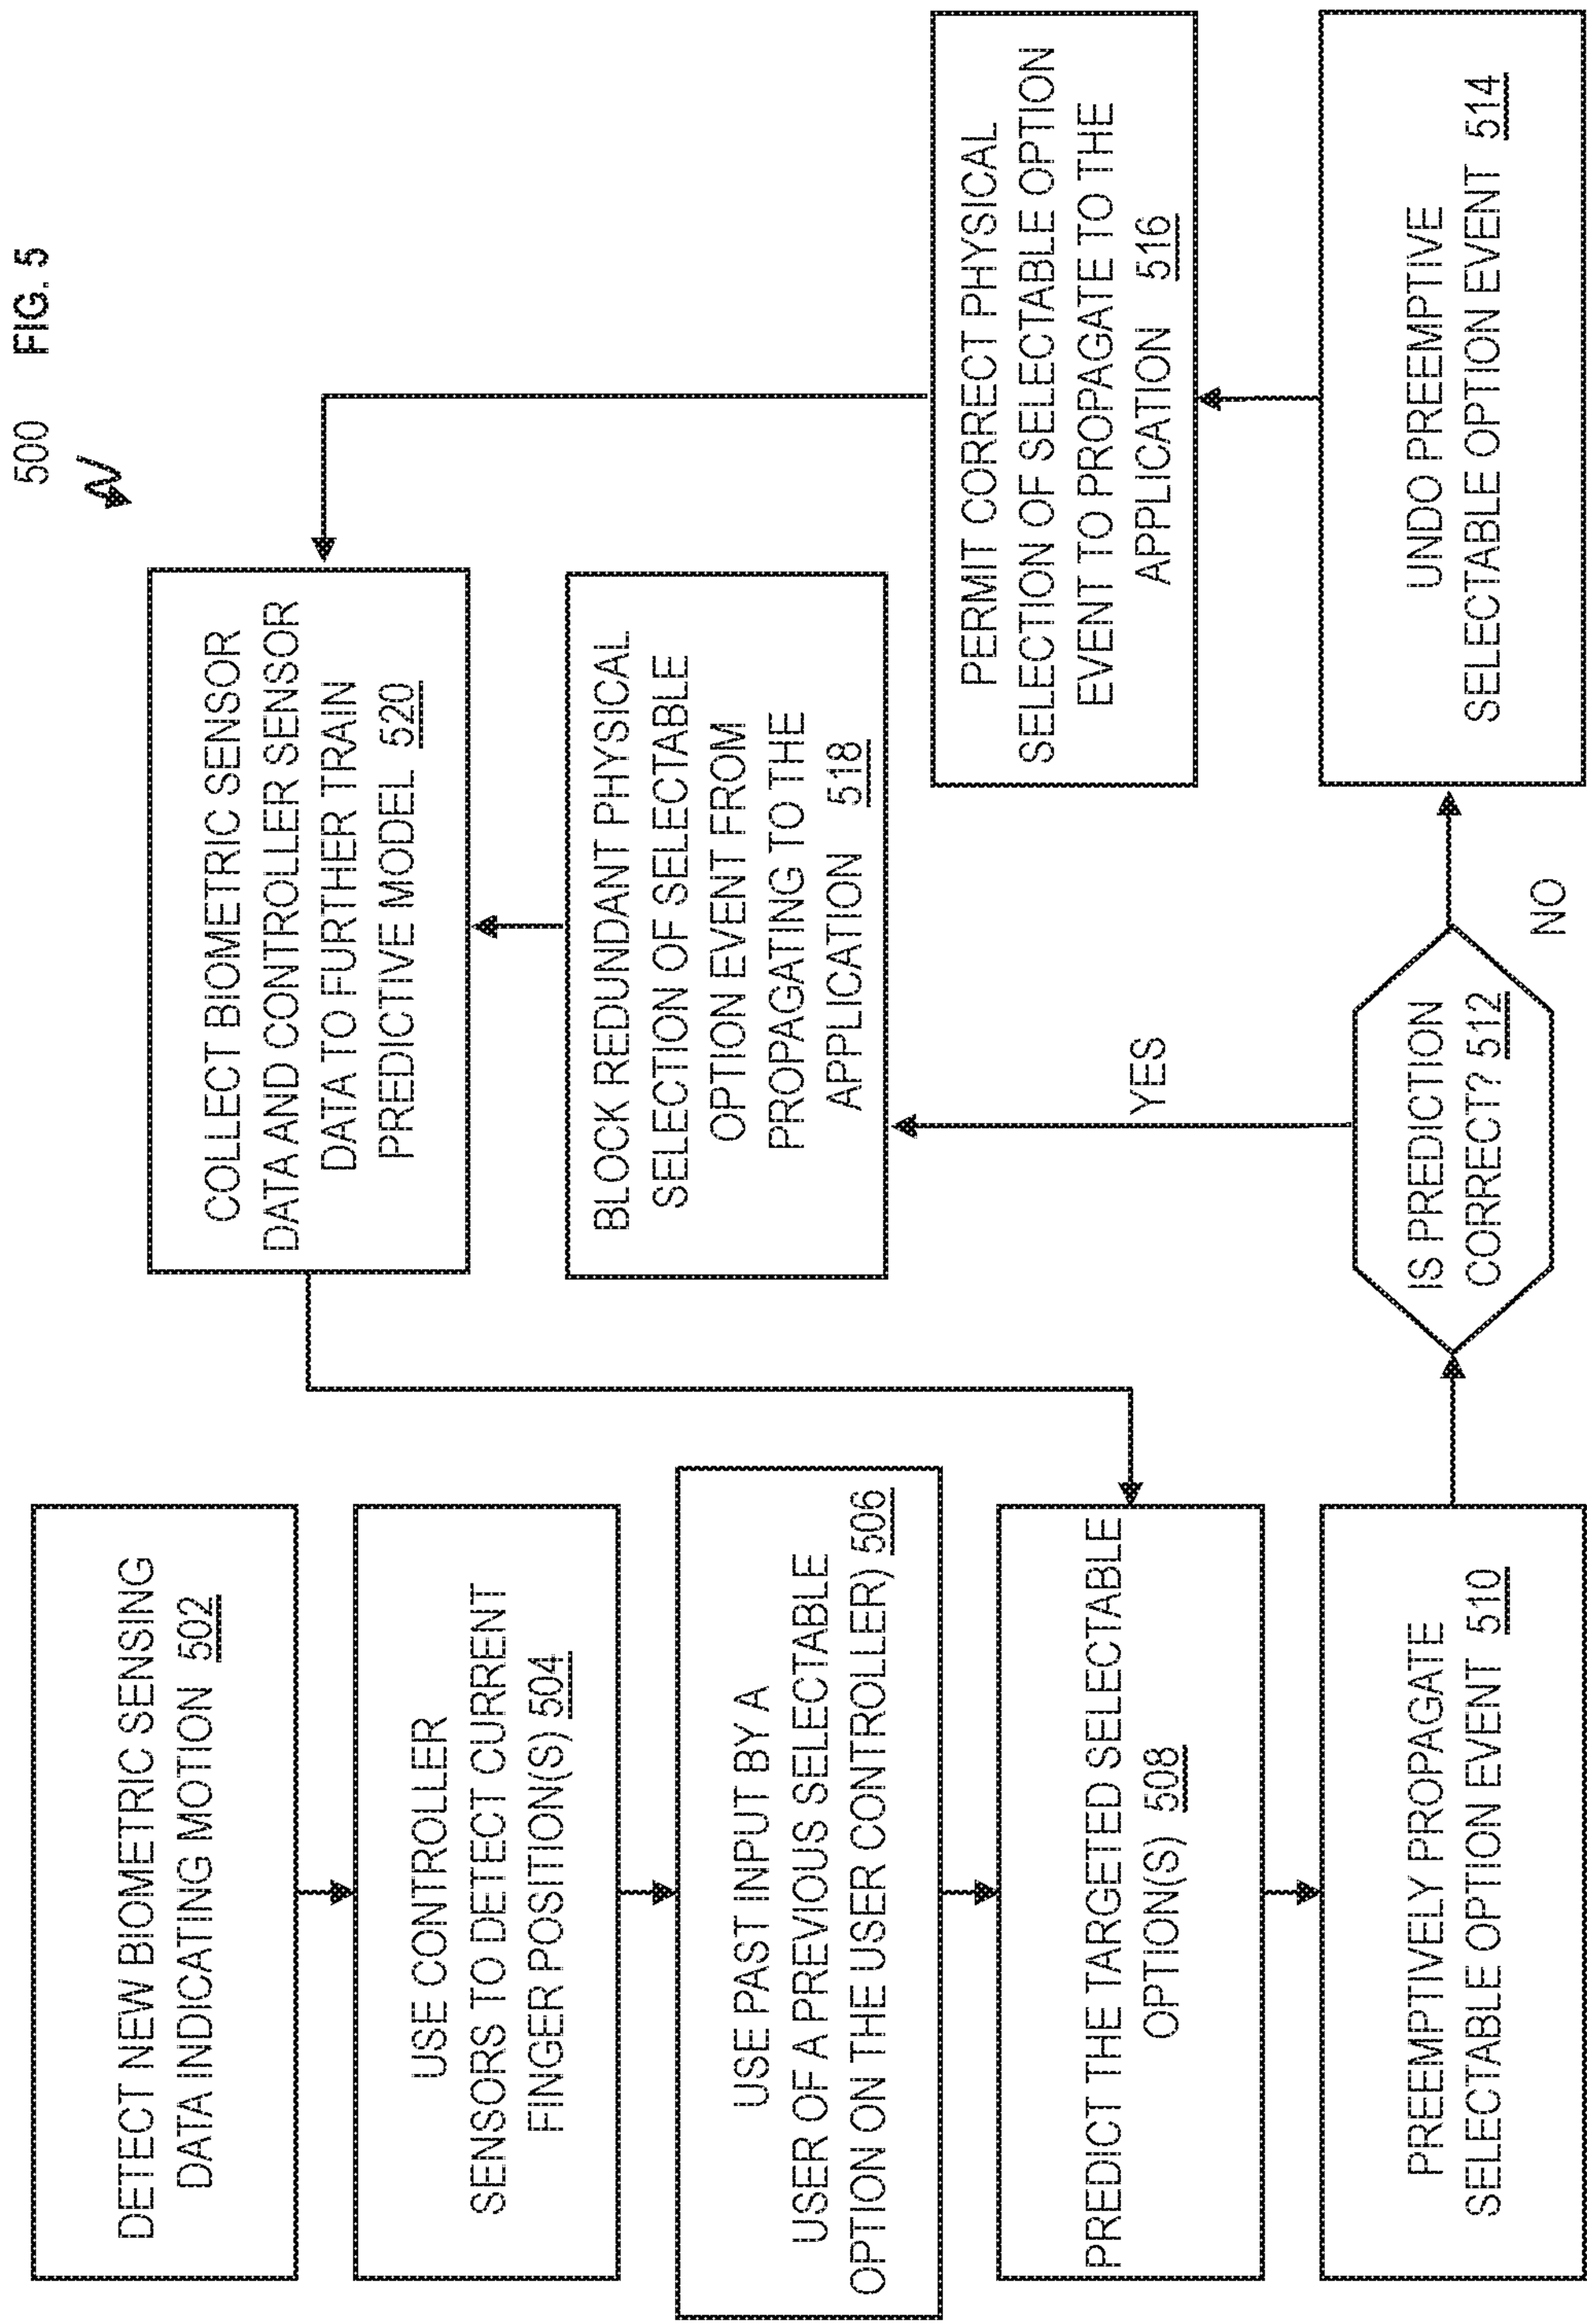 500 FIG. 5
DETECT NEW BIOMETRIC SENSING
DATA INDICATING MOTION 502
USE CONTROLLER
SENSORS TO DETECT CURRENT
FINGER POSITION(S) 504
USE PAST INPUT BY A
USER OF A PREVIOUS SELECTABLE
OPTION ON THE USER CONTROLLER) 506
PREDICT THE TARGETED SELECTABLE
OPTION(S) 508
PREEMPTIVELY PROPAGATE
SELECTABLE OPTION EVENT 510
IS PREDICTION
CORRECT? 512
YES
NO
COLLECT BIOMETRIC SENSOR
DATA AND CONTROLLER SENSOR
DATA TO FURTHER TRAIN
PREDICTIVE MODEL 520
BLOCK REDUNDANT PHYSICAL
SELECTION OF SELECTABLE
OPTION EVENT FROM
PROPAGATING TO THE
APPLICATION 518
PERMIT CORRECT PHYSICAL
SELECTION OF SELECTABLE OPTION
EVENT TO PROPAGATE TO THE
APPLICATION 516
UNDO PREEMPTIVE
SELECTABLE OPTION EVENT 514